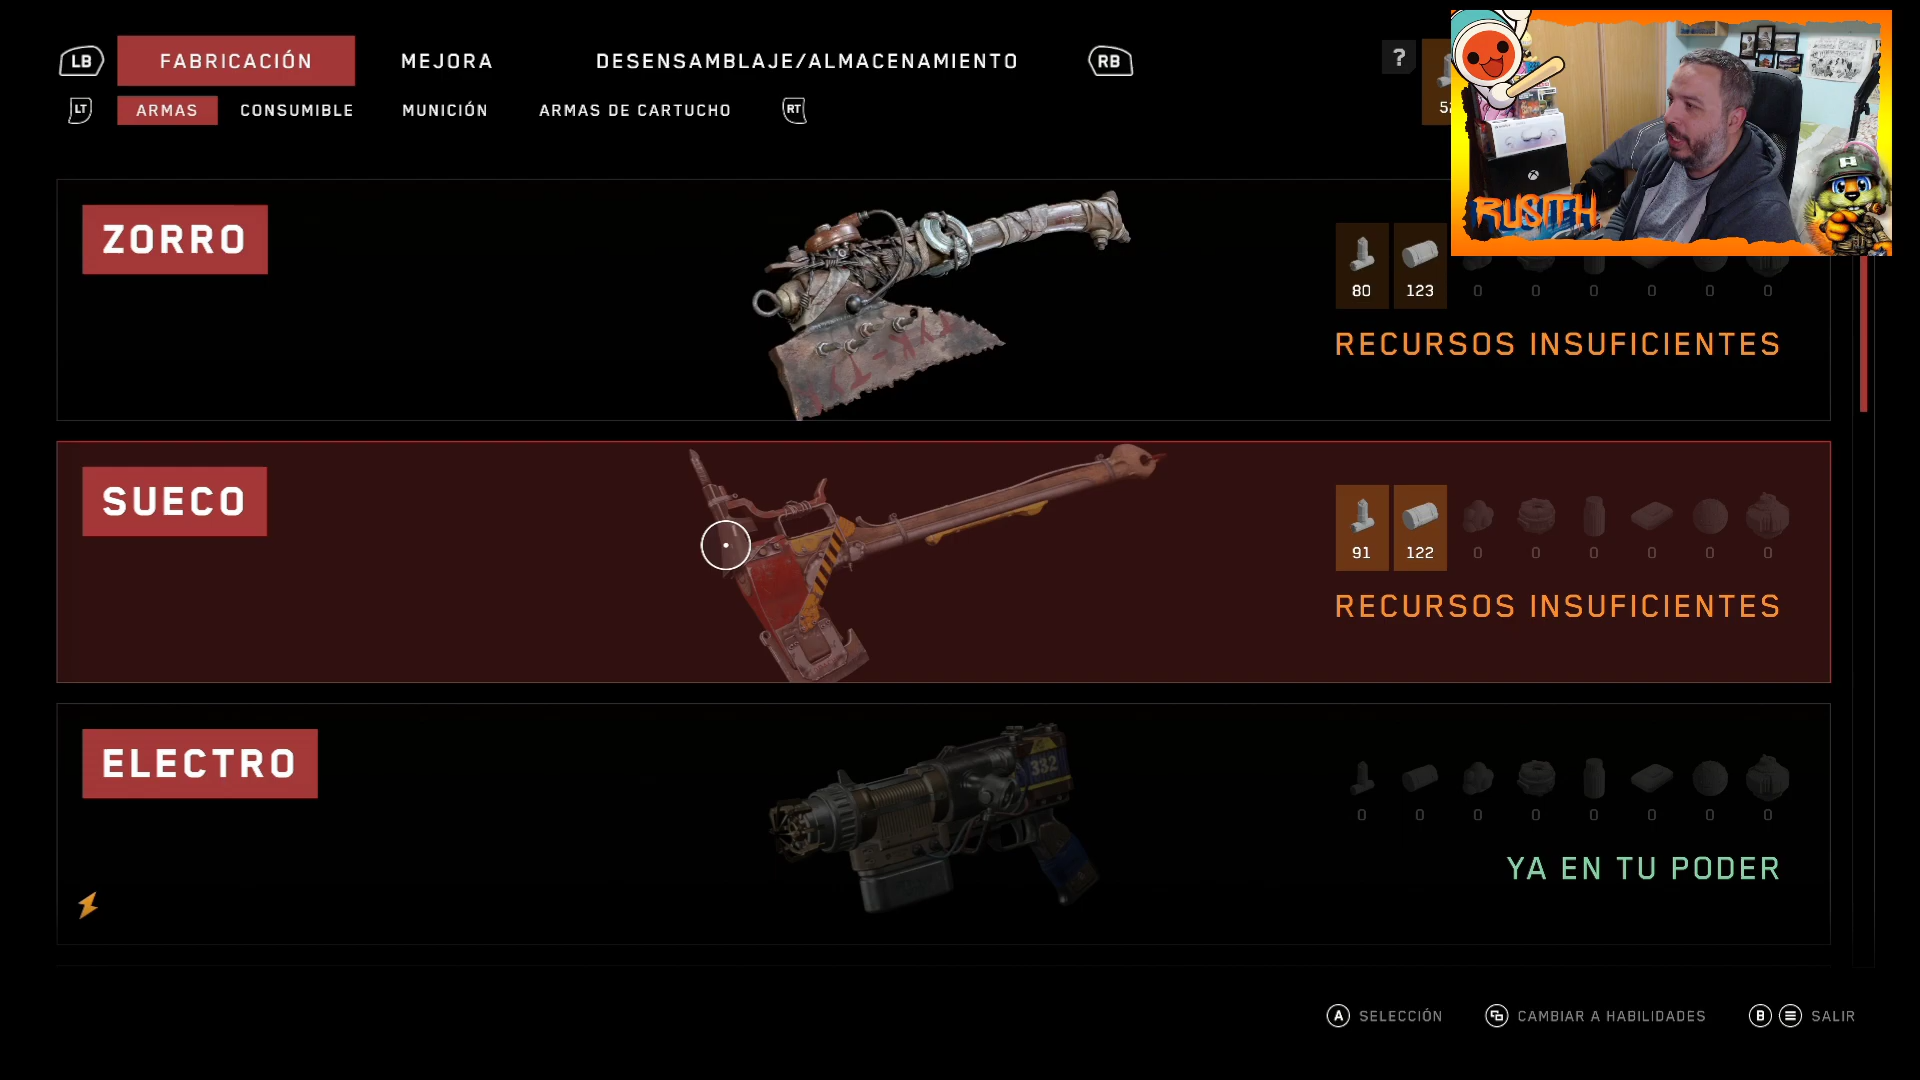 LB FABRICACIÓN MEJORA DESENSAMBLAJE/ALMACENAMIENTO RB ?
LT ARMAS CONSUMIBLE MUNICIÓN ARMAS DE CARTUCHO RT
RUSITH
ZORRO
80 123 0 0 0 0 0 0
RECURSOS INSUFICIENTES
SUECO
91 122 0 0 0 0 0 0
RECURSOS INSUFICIENTES
ELECTRO
332
0 0 0 0 0 0 0 0
YA EN TU PODER
A SELECCIÓN CAMBIAR A HABILIDADES B SALIR